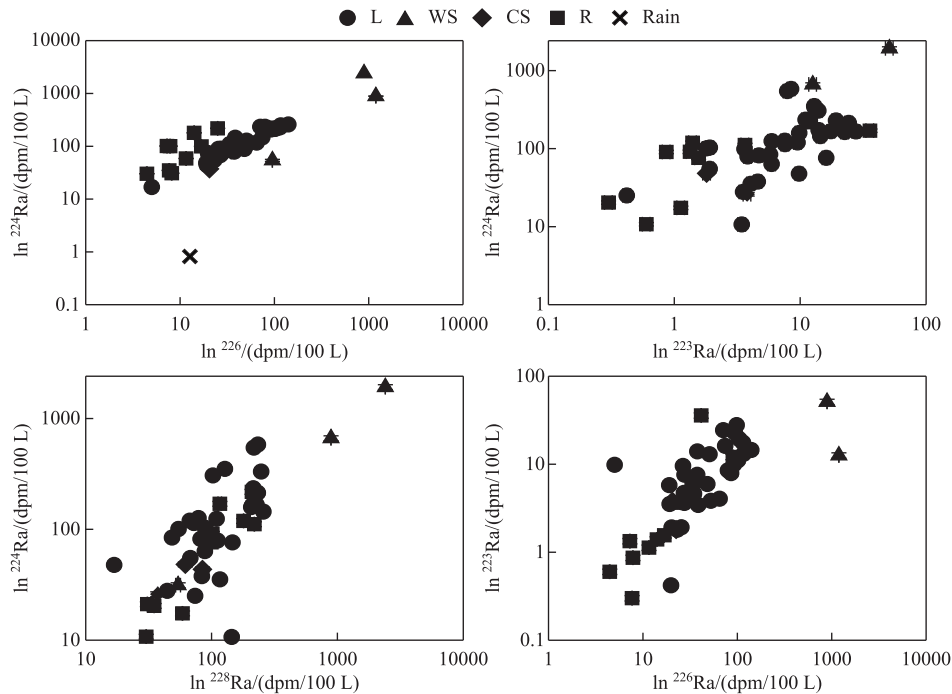 L WS CS R Rain
10000
1000
100
10
1
0.1
ln ²²⁴Ra/(dpm/100 L)
1 10 100 1000 10000
ln ²²⁶/(dpm/100 L)
1000
100
10
1
ln ²²⁴Ra/(dpm/100 L)
0.1 1 10 100
ln ²²³Ra/(dpm/100 L)
1000
100
10
ln ²²⁴Ra/(dpm/100 L)
10 100 1000 10000
ln ²²⁸Ra/(dpm/100 L)
100
10
1
0.1
ln ²²³Ra/(dpm/100 L)
1 10 100 1000 10000
ln ²²⁶Ra/(dpm/100 L)